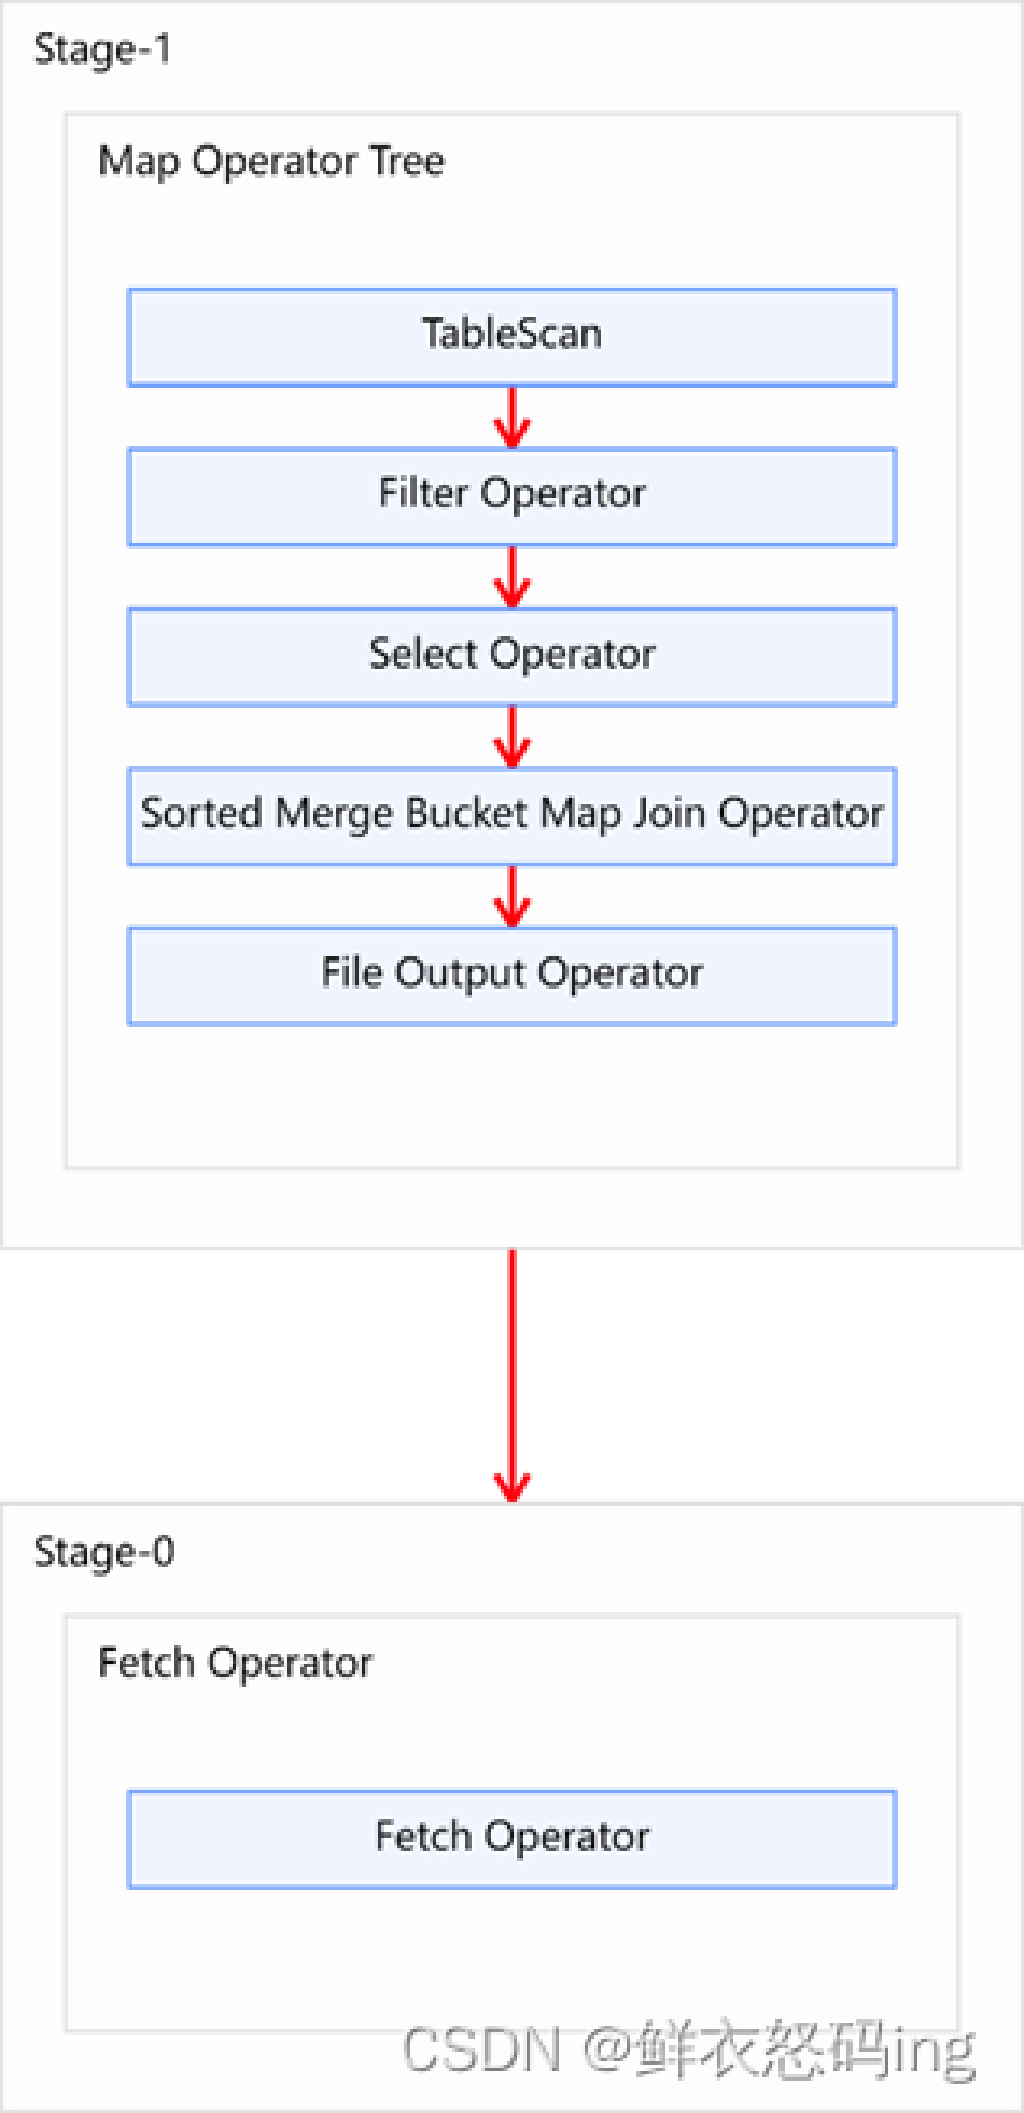 Stage-1
Map Operator Tree
TableScan
Filter Operator
Select Operator
Sorted Merge Bucket Map Join Operator
File Output Operator
Stage-0
Fetch Operator
Fetch Operator
CSDN @鲜衣怒码ing